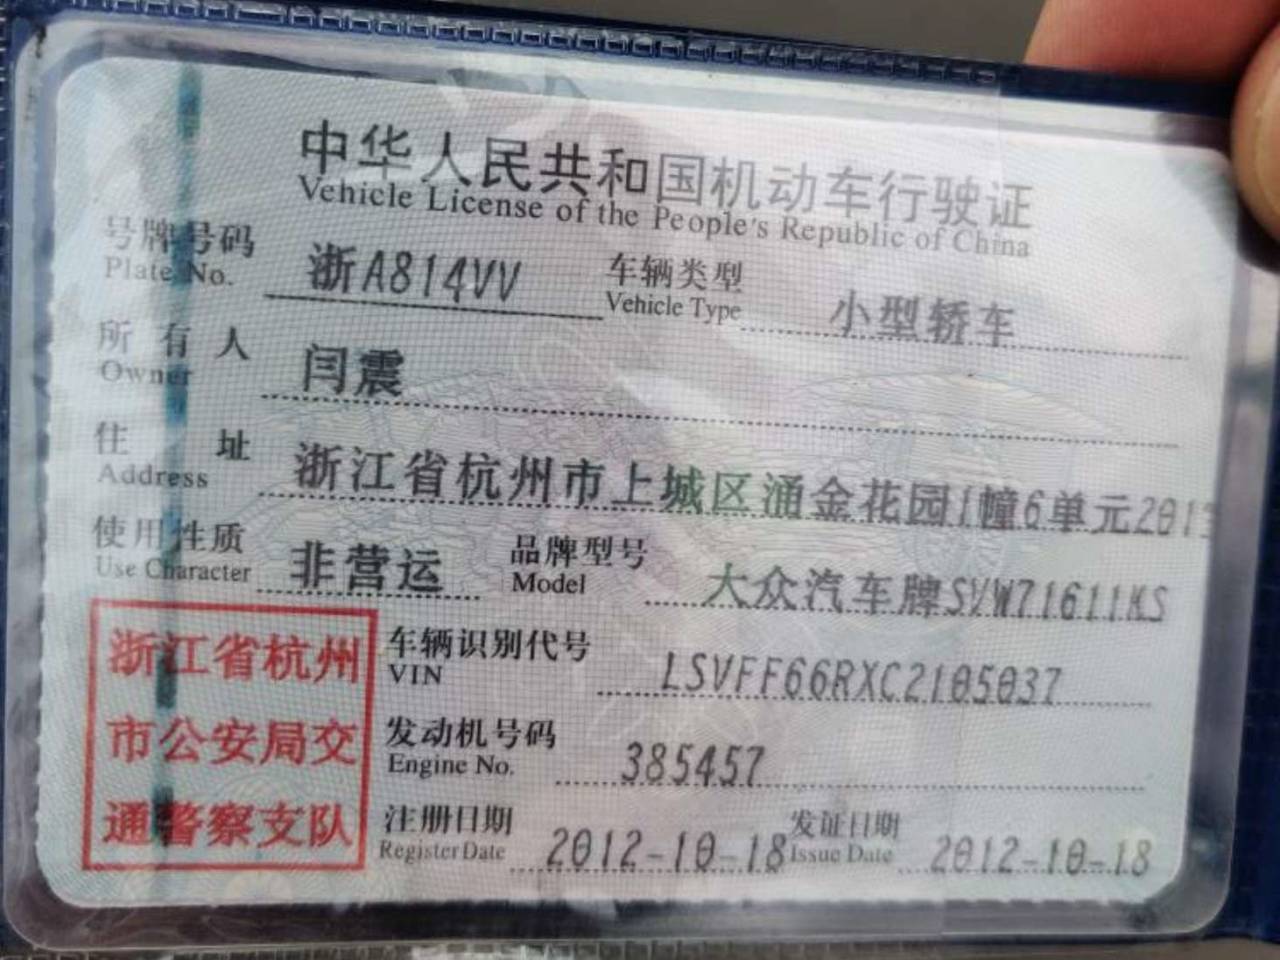 中华人民共和国机动车行驶证
Vehicle License of the People's Republic of China
号牌号码 浙A814VV 车辆类型 小型轿车
Plate No. Vehicle Type
所有人 闫震
Owner
住址 浙江省杭州市上城区涌金花园1幢6单元201
Address
使用性质 非营运 品牌型号 大众汽车牌SVW71611KS
Use Character Model
浙江省杭州
市公安局交
通警察支队
车辆识别代号 LSVFF66RXC2105037
VIN
发动机号码 385457
Engine No.
注册日期 2012-10-18 发证日期 2012-10-18
Register Date Issue Date